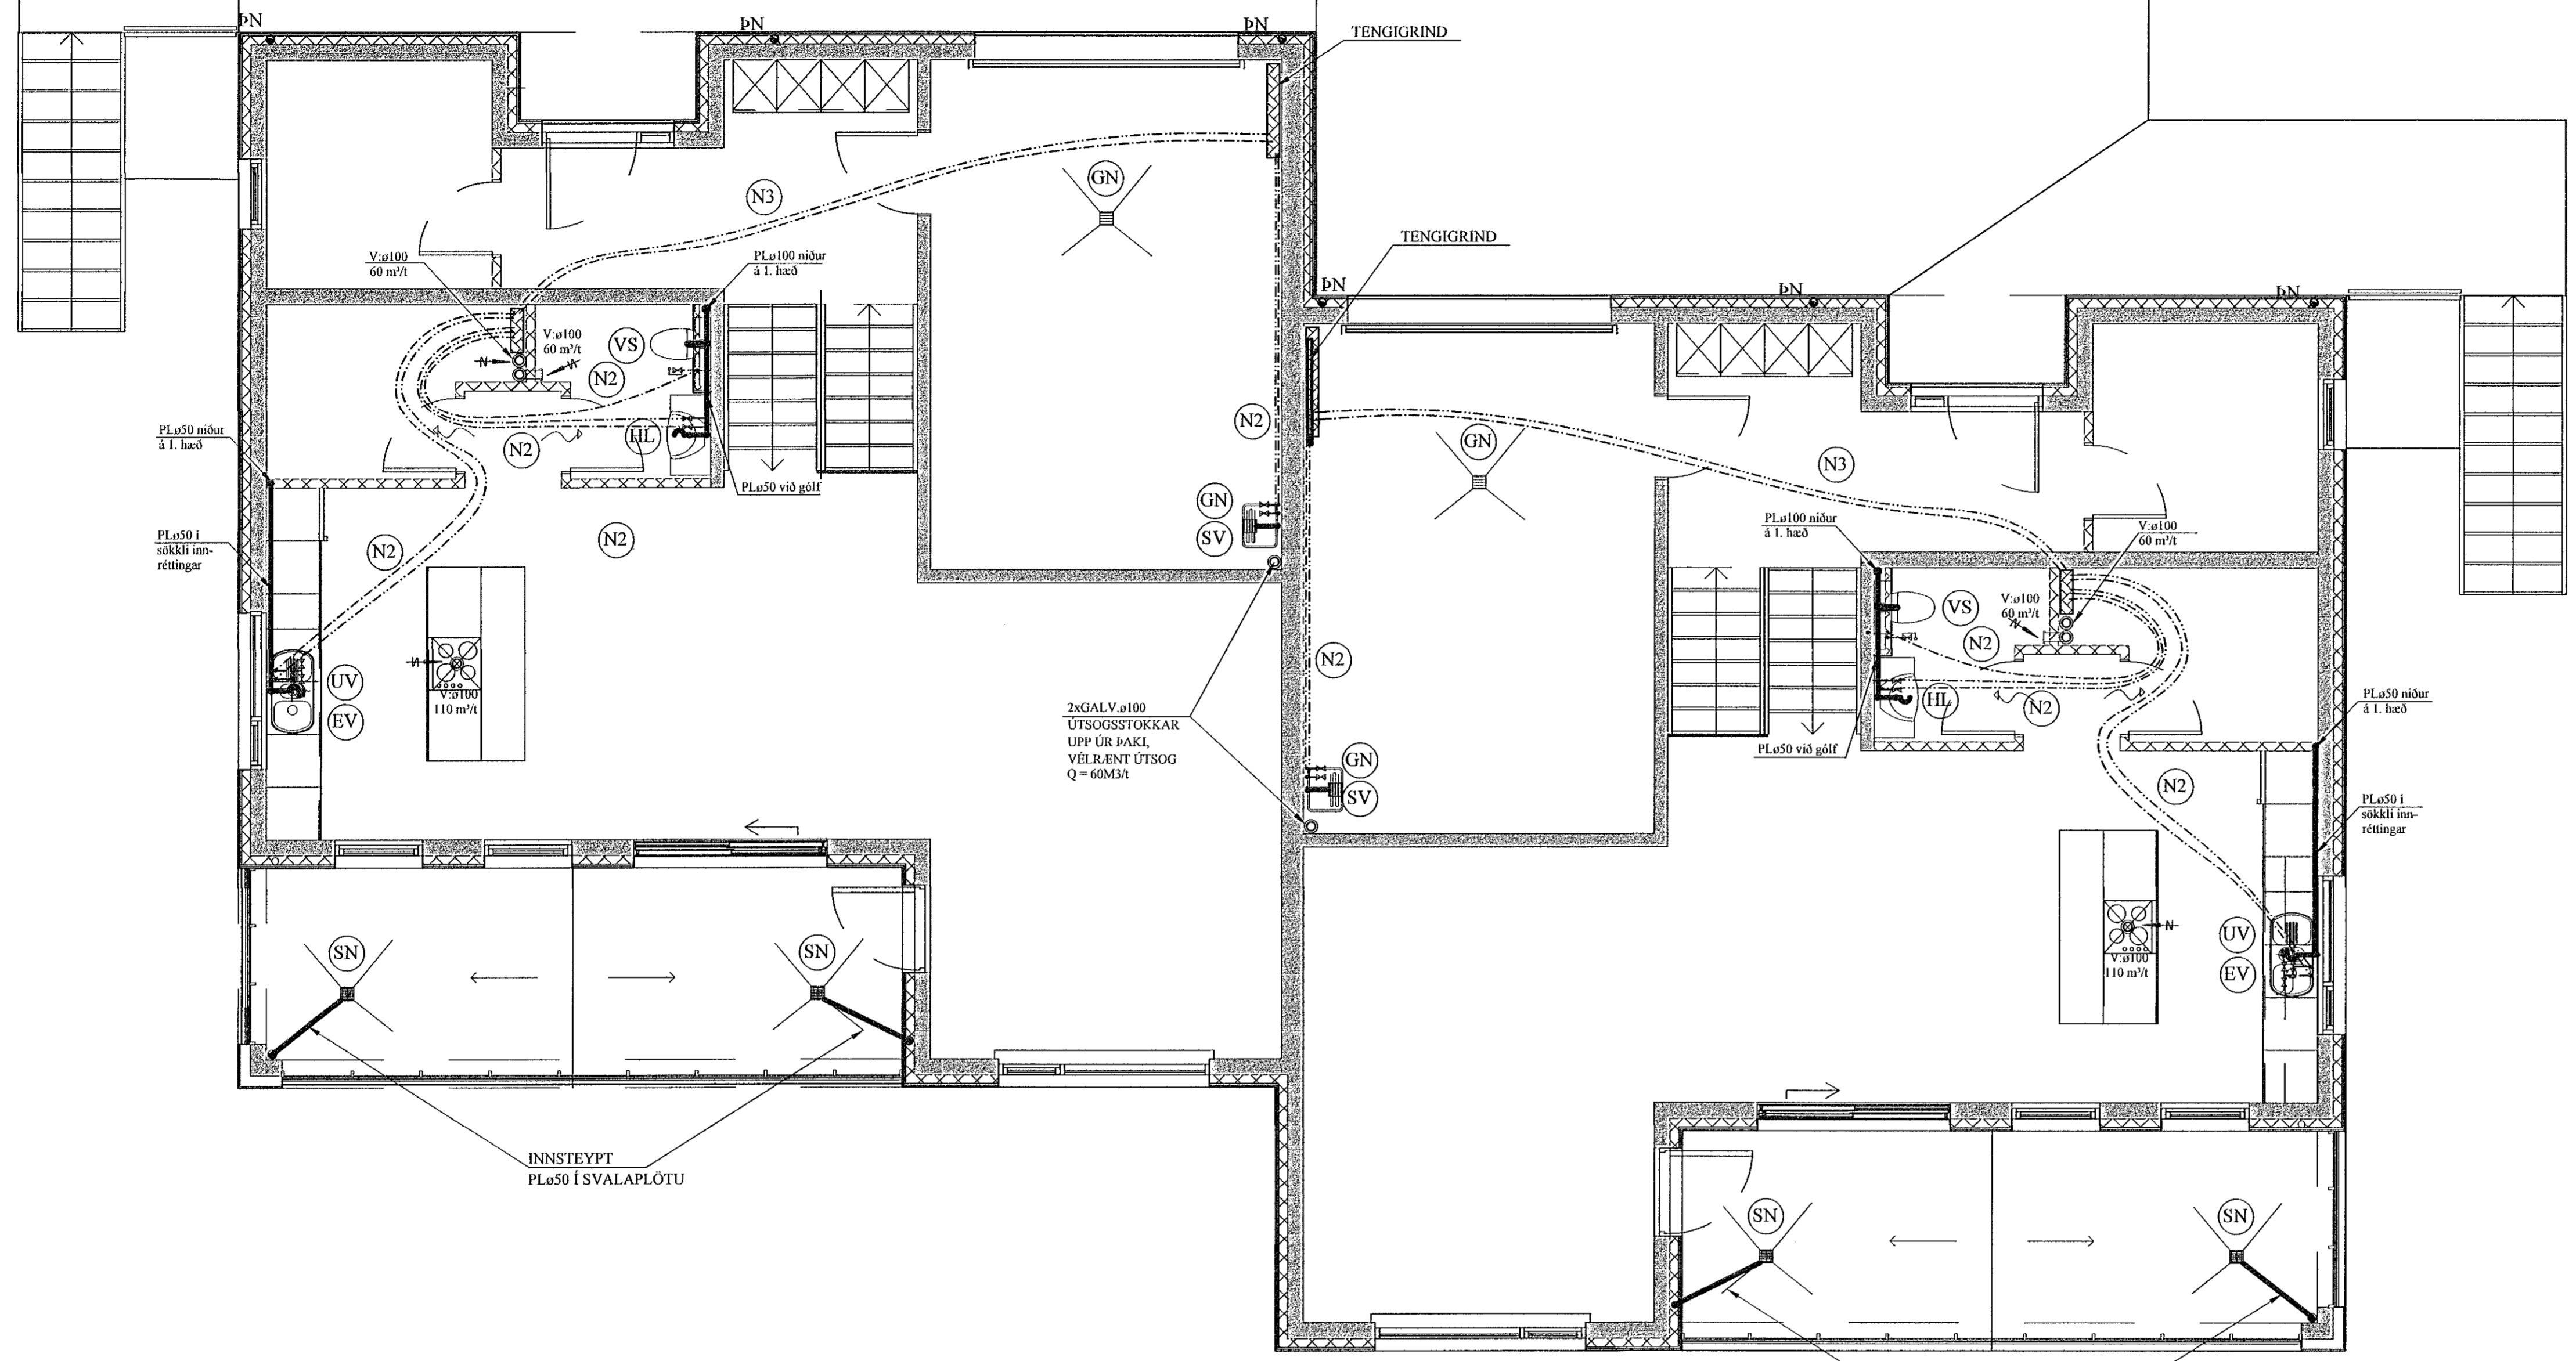 ÞN
ÞN
ÞN
TENGIGRIND
GN
N3
TENGIGRIND
V:ø100
60 m³/t
PLø100 niður
á 1. hæð
ÞN
ÞN
ÞN
V:ø100
60 m³/t
VS
N2
PLø50 niður
á 1. hæð
HL
N2
N2
GN
N3
PLø50 við gólf
GN
SV
PLø50 í
sökkli inn-
réttingar
N2
N2
PLø100 niður
á 1. hæð
V:ø100
60 m³/t
V:ø100
60 m³/t
VS
N2
N2
UV
EV
V:ø100
110 m³/t
HL
N2
PLø50 niður
á 1. hæð
2xGALV.ø100
ÚTSOGSSTOKKAR
UPP ÚR ÞAKI,
VÉLRÆNT ÚTSOG
Q = 60M3/t
GN
SV
PLø50 við gólf
N2
PLø50 í
sökkli inn-
réttingar
SN
SN
UV
EV
V:ø100
110 m³/t
INNSTEYPT
PLø50 Í SVALAPLÖTU
SN
SN